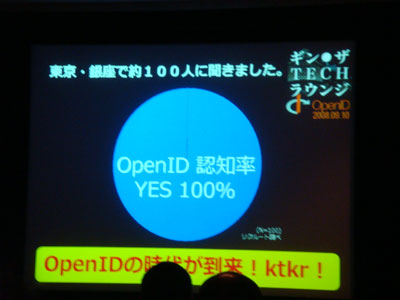 東京・銀座で約１００人に聞きました。
ギン●ザ
TECH
ラウンジ
OpenID
2008.09.10
OpenID 認知率
YES 100%
(N=100)
リクルート調べ
OpenIDの時代が到来！ktkr！